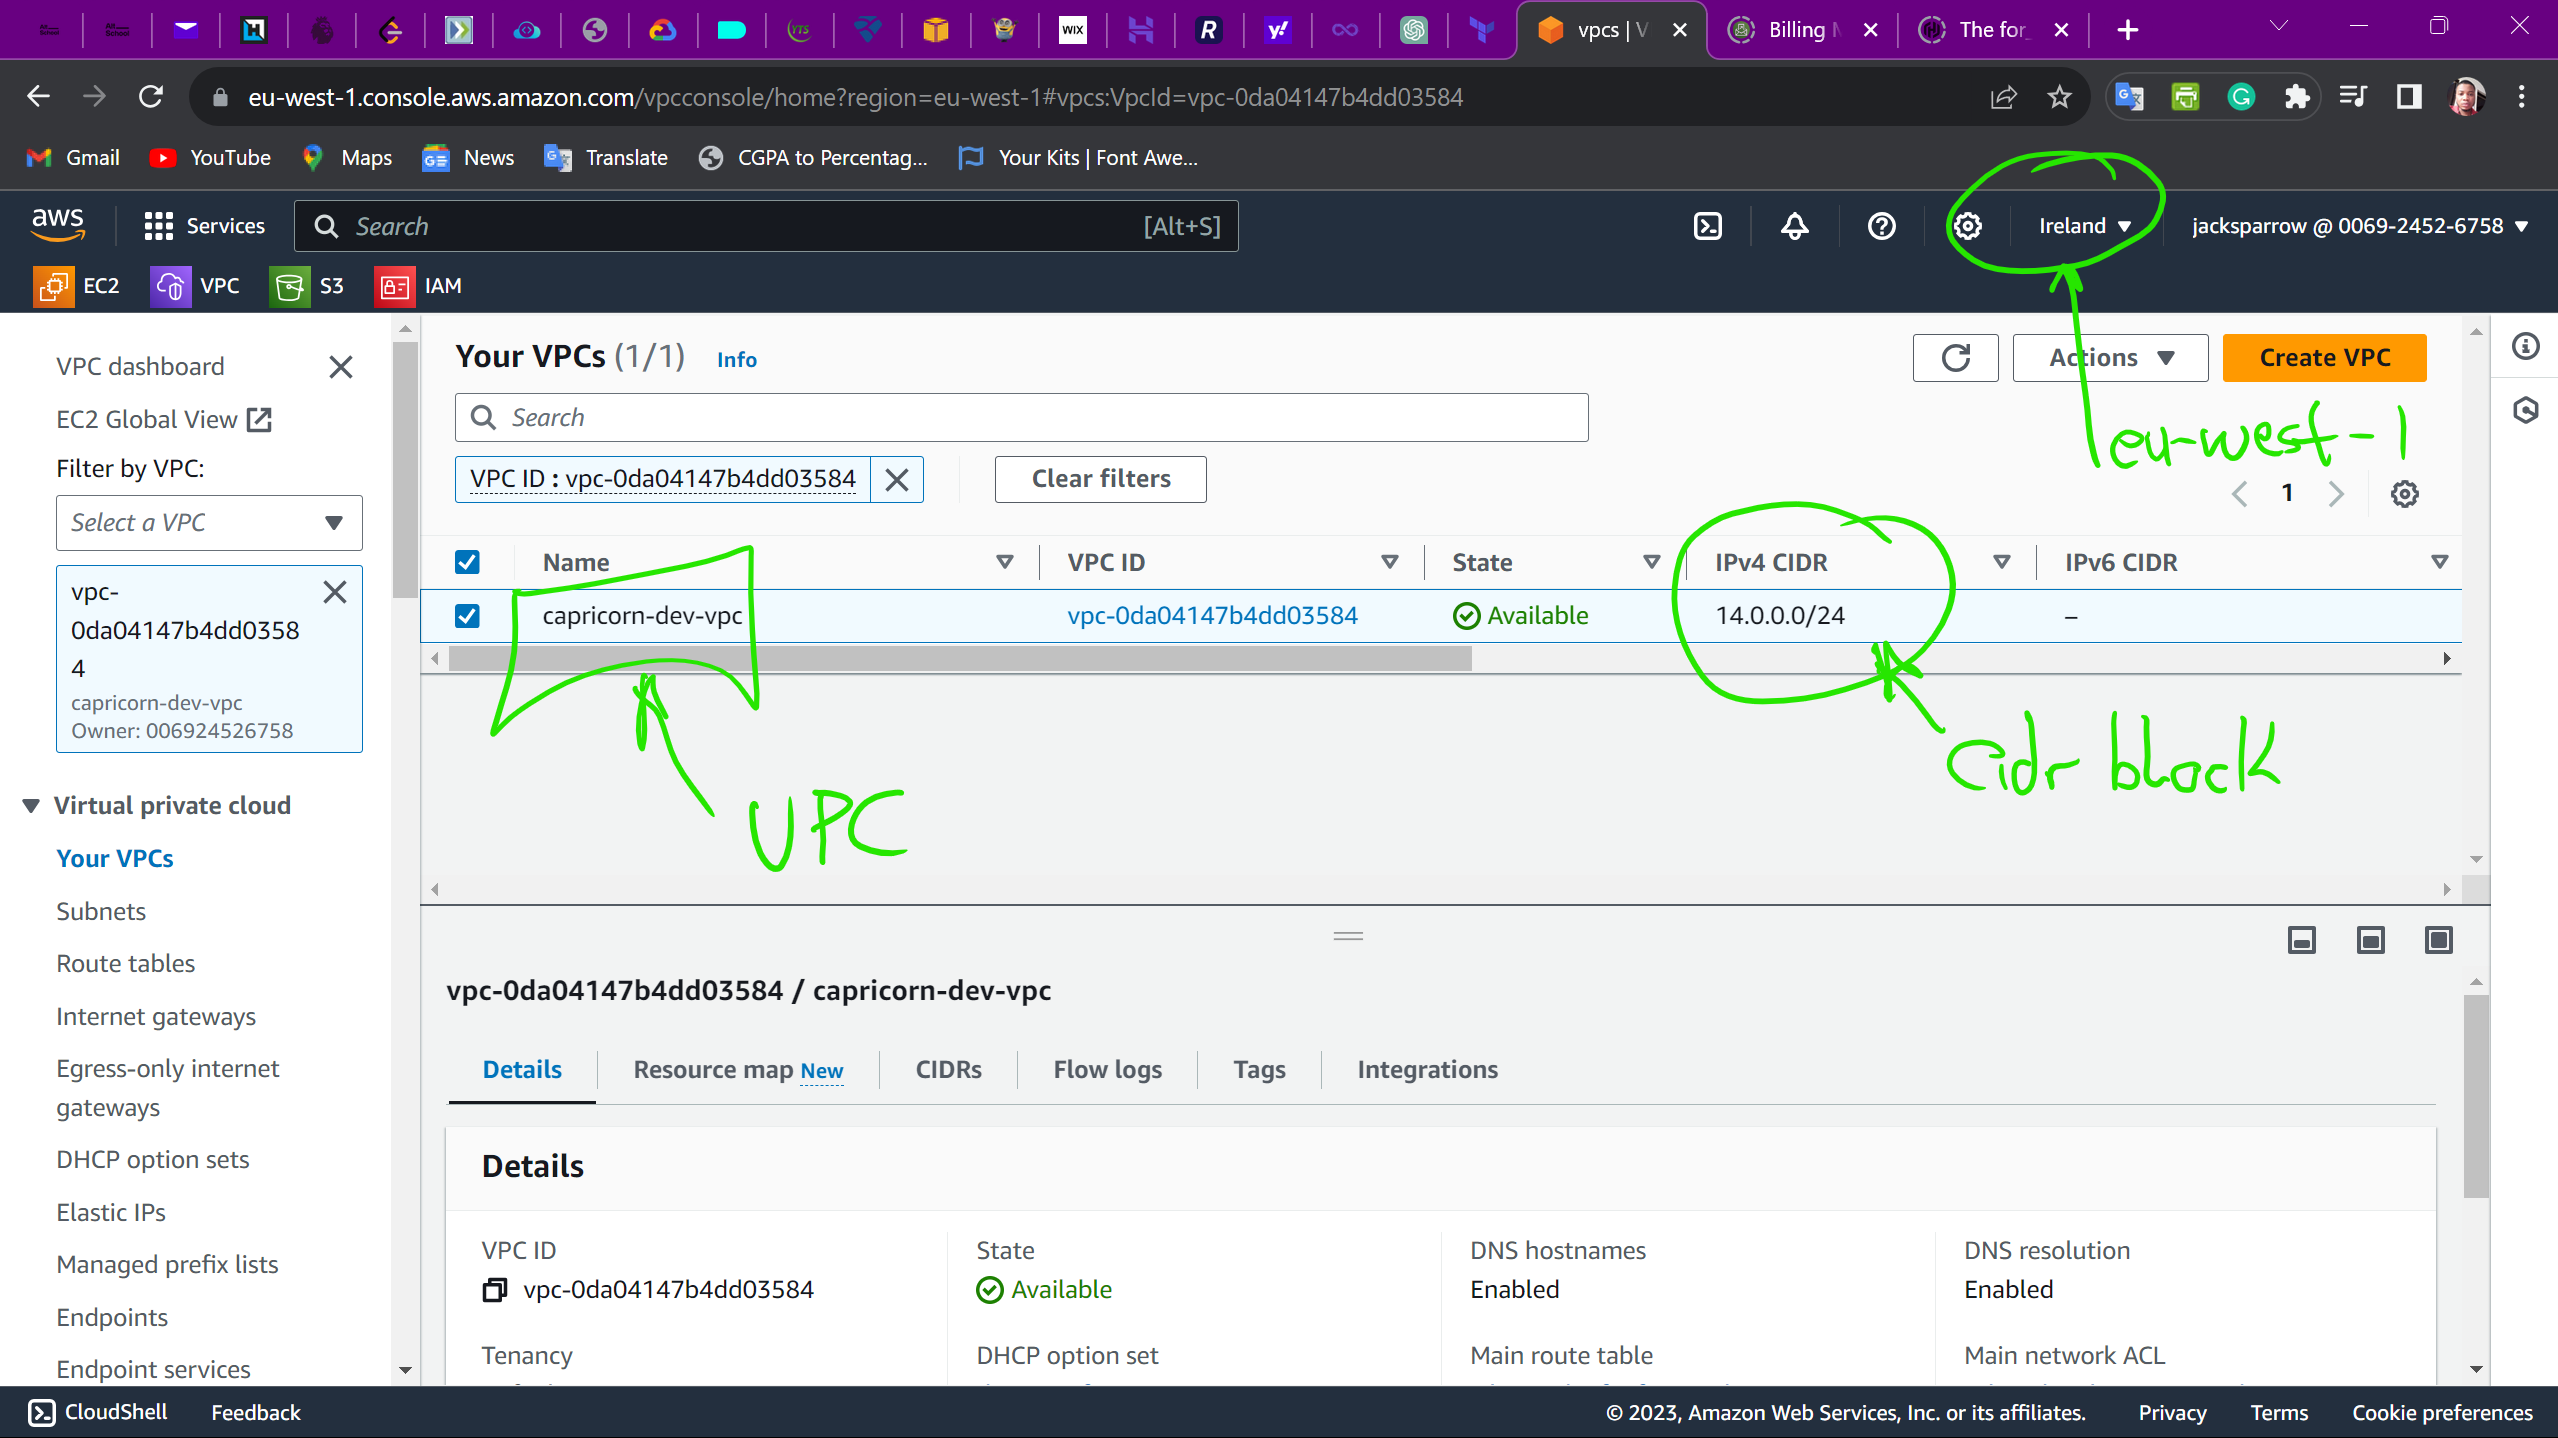 vpcs | V
Billing M
The for
eu-west-1.console.aws.amazon.com/vpcconsole/home?region=eu-west-1#vpcs:VpcId=vpc-0da04147b4dd03584
Gmail YouTube Maps News Translate CGPA to Percentag... Your Kits | Font Awe...
aws Services Search [Alt+S] Ireland jacksparrow @ 0069-2452-6758
EC2 VPC S3 IAM
VPC dashboard
EC2 Global View
Filter by VPC:
Select a VPC
vpc-
0da04147b4dd0358
4
capricorn-dev-vpc
Owner: 006924526758
Virtual private cloud
Your VPCs
Subnets
Route tables
Internet gateways
Egress-only internet
gateways
DHCP option sets
Elastic IPs
Managed prefix lists
Endpoints
Endpoint services
Your VPCs (1/1) Info
Actions Create VPC
Search
eu-west-1
VPC ID : vpc-0da04147b4dd03584 Clear filters
1
Name VPC ID State IPv4 CIDR IPv6 CIDR
capricorn-dev-vpc vpc-0da04147b4dd03584 Available 14.0.0.0/24 –
cidr block
VPC
vpc-0da04147b4dd03584 / capricorn-dev-vpc
Details Resource map New CIDRs Flow logs Tags Integrations
Details
VPC ID State DNS hostnames DNS resolution
vpc-0da04147b4dd03584 Available Enabled Enabled
Tenancy DHCP option set Main route table Main network ACL
CloudShell Feedback © 2023, Amazon Web Services, Inc. or its affiliates. Privacy Terms Cookie preferences